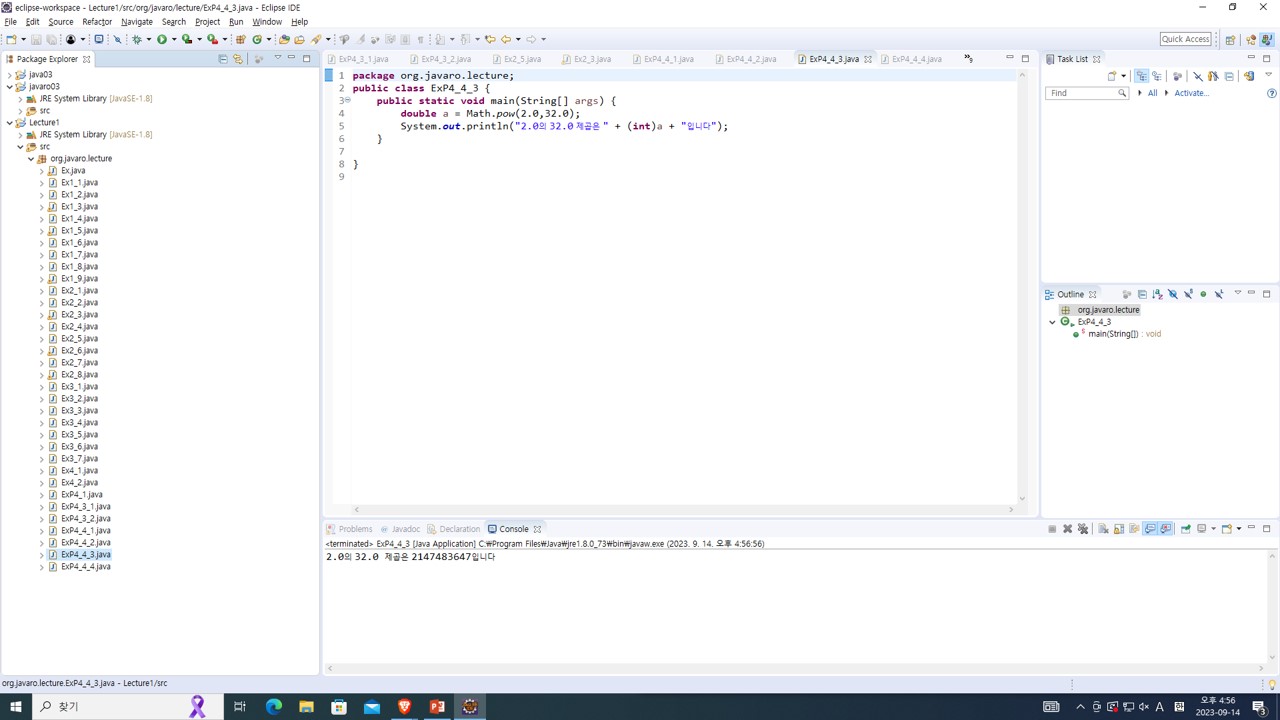 eclipse-workspace - Lecture1/src/org/javaro/lecture/ExP4_4_3.java - Eclipse IDE
File Edit Source Refactor Navigate Search Project Run Window Help
Quick Access
Package Explorer
java03
javaro03
JRE System Library [JavaSE-1.8]
src
Lecture1
JRE System Library [JavaSE-1.8]
src
org.javaro.lecture
Ex.java
Ex1_1.java
Ex1_2.java
Ex1_3.java
Ex1_4.java
Ex1_5.java
Ex1_6.java
Ex1_7.java
Ex1_8.java
Ex1_9.java
Ex2_1.java
Ex2_2.java
Ex2_3.java
Ex2_4.java
Ex2_5.java
Ex2_6.java
Ex2_7.java
Ex2_8.java
Ex3_1.java
Ex3_2.java
Ex3_3.java
Ex3_4.java
Ex3_5.java
Ex3_6.java
Ex3_7.java
Ex4_1.java
Ex4_2.java
ExP4_1.java
ExP4_3_1.java
ExP4_3_2.java
ExP4_4_1.java
ExP4_4_2.java
ExP4_4_3.java
ExP4_4_4.java
ExP4_3_1.java ExP4_3_2.java Ex2_5.java Ex2_3.java ExP4_4_1.java ExP4_4_2.java ExP4_4_3.java ExP4_4_4.java »5
1 package org.javaro.lecture;
2 public class ExP4_4_3 {
3 public static void main(String[] args) {
4 double a = Math.pow(2.0,32.0);
5 System.out.println("2.0의 32.0 제곱은 " + (int)a + "입니다");
6 }
7
8 }
9
Task List
Find All Activate...
Outline
org.javaro.lecture
ExP4_4_3
main(String[]) : void
Problems Javadoc Declaration Console
<terminated> ExP4_4_3 [Java Application] C:₩Program Files₩Java₩jre1.8.0_73₩bin₩javaw.exe (2023. 9. 14. 오후 4:56:56)
2.0의 32.0 제곱은 2147483647입니다
org.javaro.lecture.ExP4_4_3.java - Lecture1/src
찾기
A 한
오후 4:56
2023-09-14
3